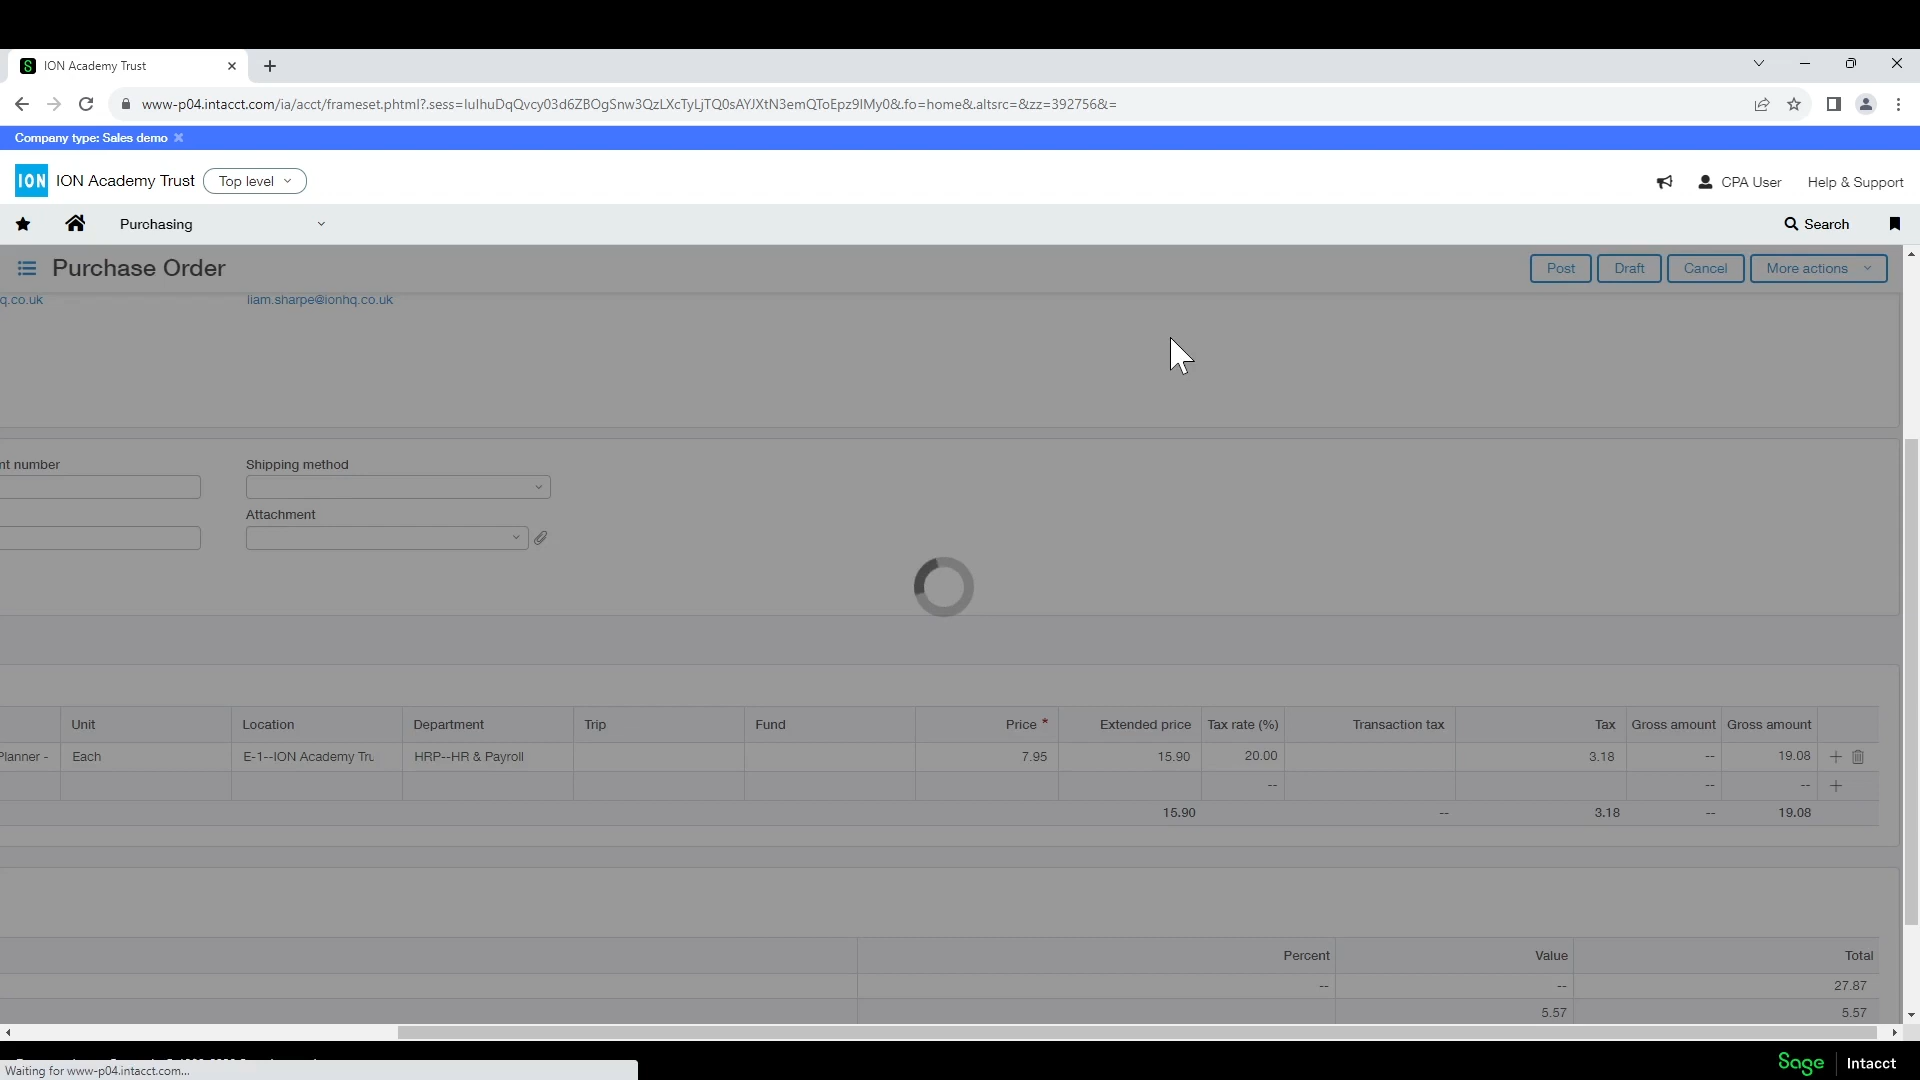 ION Academy Trust
www-p04.intacct.com/ia/acct/frameset.phtml?.sess=IulhuDqQvcy03d6ZBOgSnw3QzLXcTyLjTQ0sAYJXtN3emQToEpz9IMy0&.fo=home&.altsrc=&zz=392756&=
Company type: Sales demo
ION ION Academy Trust Top level CPA User Help & Support
Purchasing Search
Purchase Order Post Draft Cancel More actions
q.co.uk liam.sharpe@ionhq.co.uk
nt number Shipping method
Attachment
Unit Location Department Trip Fund Price * Extended price Tax rate (%) Transaction tax Tax Gross amount Gross amount
Planner - Each E-1--ION Academy Tru HRP--HR & Payroll 7.95 15.90 20.00 3.18 -- 19.08
-- -- --
15.90 -- 3.18 -- 19.08
Percent Value Total
-- -- 27.87
5.57 5.57
Waiting for www-p04.intacct.com...
Sage Intacct